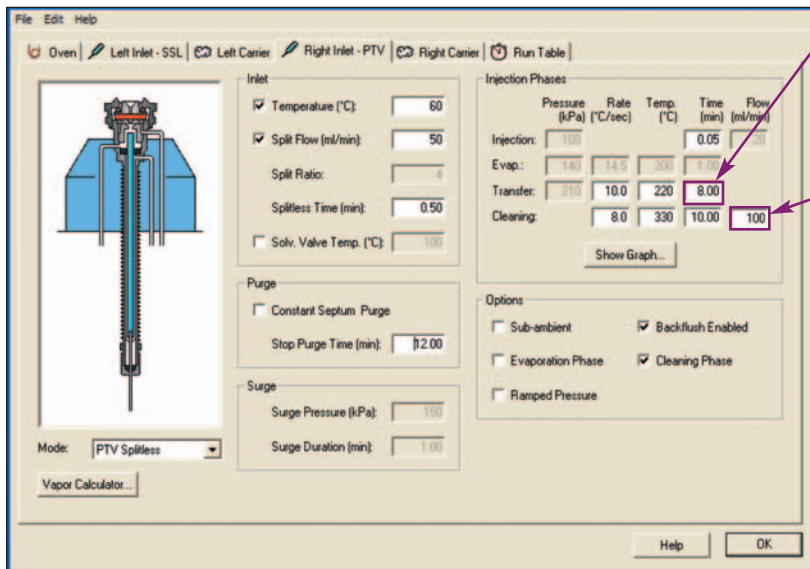 File Edit Help
Oven Left Inlet - SSL Left Carrier Right Inlet - PTV Right Carrier Run Table
Inlet
Temperature (°C): 60
Split Flow (ml/min): 50
Split Ratio: 4
Splitless Time (min): 0.50
Solv. Valve Temp. (°C): 100
Purge
Constant Septum Purge
Stop Purge Time (min): 12.00
Surge
Surge Pressure (kPa): 150
Surge Duration (min): 1.00
Mode: PTV Splitless
Vapor Calculator...
Injection Phases
Pressure Rate Temp. Time Flow
(kPa) (°C/sec) (°C) (min) (ml/min)
Injection: 100 0.05 20
Evap.: 140 14.5 200 1.00
Transfer: 210 10.0 220 8.00
Cleaning: 8.0 330 10.00 100
Show Graph...
Options
Sub-ambient Backflush Enabled
Evaporation Phase Cleaning Phase
Ramped Pressure
Help OK